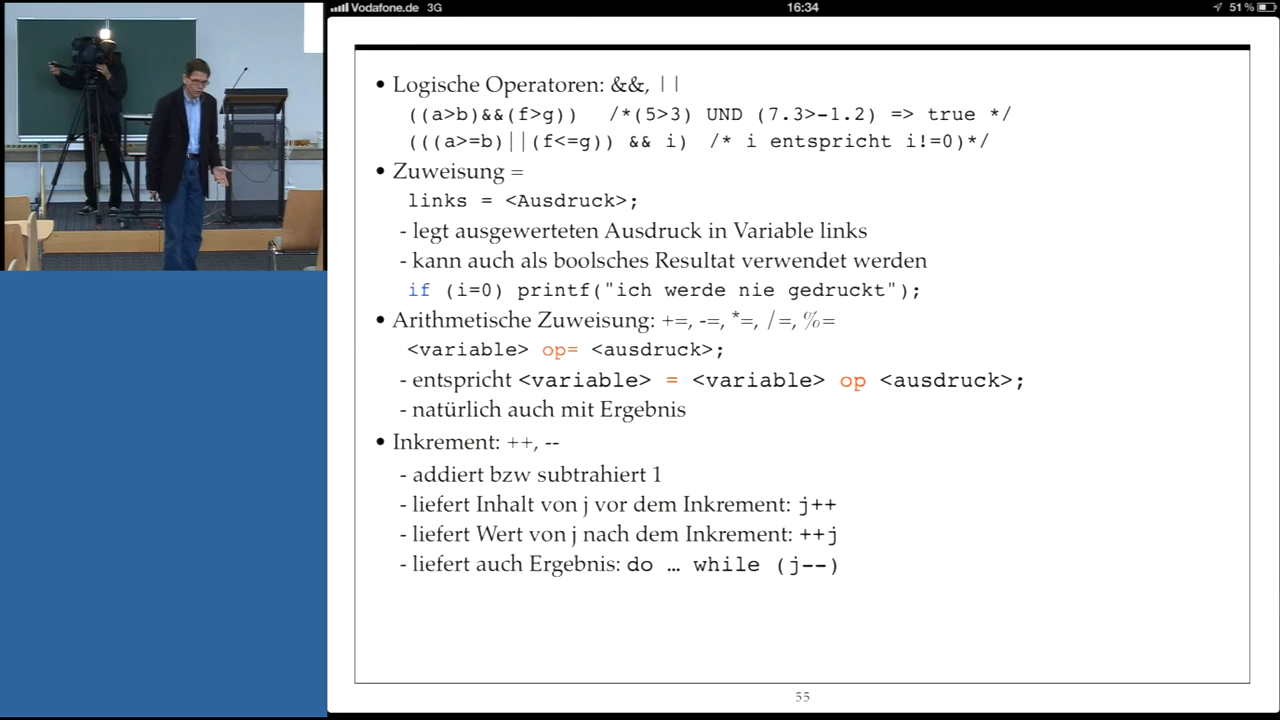 Vodafone.de 3G 16:34 51 %
• Logische Operatoren: &&, ||
((a>b)&&(f>g)) /*(5>3) UND (7.3>-1.2) => true */
(((a>=b)||(f<=g)) && i) /* i entspricht i!=0)*/
• Zuweisung =
links = <Ausdruck>;
- legt ausgewerteten Ausdruck in Variable links
- kann auch als boolsches Resultat verwendet werden
if (i=0) printf("ich werde nie gedruckt");
• Arithmetische Zuweisung: +=, -=, *=, /=, %=
<variable> op= <ausdruck>;
- entspricht <variable> = <variable> op <ausdruck>;
- natürlich auch mit Ergebnis
• Inkrement: ++, --
- addiert bzw subtrahiert 1
- liefert Inhalt von j vor dem Inkrement: j++
- liefert Wert von j nach dem Inkrement: ++j
- liefert auch Ergebnis: do … while (j--)
55